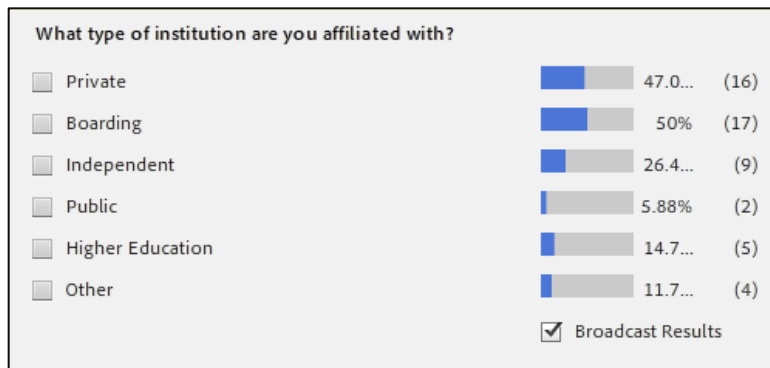 What type of institution are you affiliated with?
Private 47.0... (16)
Boarding 50% (17)
Independent 26.4... (9)
Public 5.88% (2)
Higher Education 14.7... (5)
Other 11.7... (4)
Broadcast Results